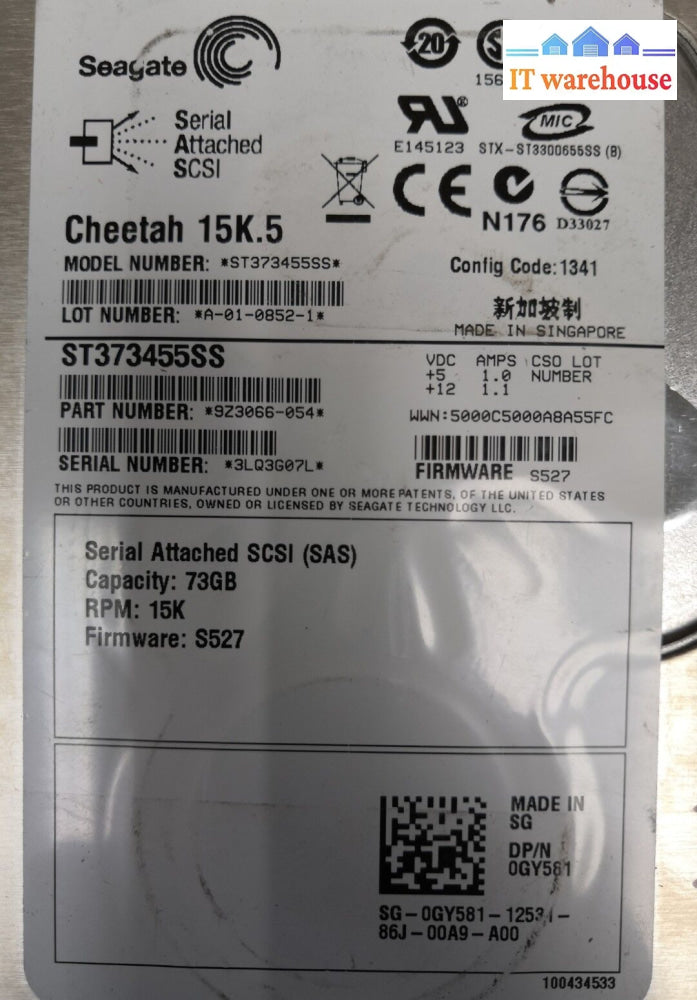 Seagate
20
156
IT warehouse
Serial
Attached
SCSI
E145123
MIC
STX-ST3300655SS (B)
CE
N176
D33027
Cheetah 15K.5
MODEL NUMBER: *ST373455SS*
Config Code:1341
LOT NUMBER: *A-01-0852-1*
新加坡制
MADE IN SINGAPORE
ST373455SS
VDC AMPS CSO LOT
+5 1.0 NUMBER
+12 1.1
PART NUMBER: *9Z3066-054*
WWN:5000C5000A8A55FC
SERIAL NUMBER: *3LQ3G07L*
FIRMWARE S527
THIS PRODUCT IS MANUFACTURED UNDER ONE OR MORE PATENTS, OF THE UNITED STATES
OR OTHER COUNTRIES, OWNED OR LICENSED BY SEAGATE TECHNOLOGY LLC.
Serial Attached SCSI (SAS)
Capacity: 73GB
RPM: 15K
Firmware: S527
MADE IN
SG
DP/N
0GY581
SG-0GY581-12531-
86J-00A9-A00
100434533